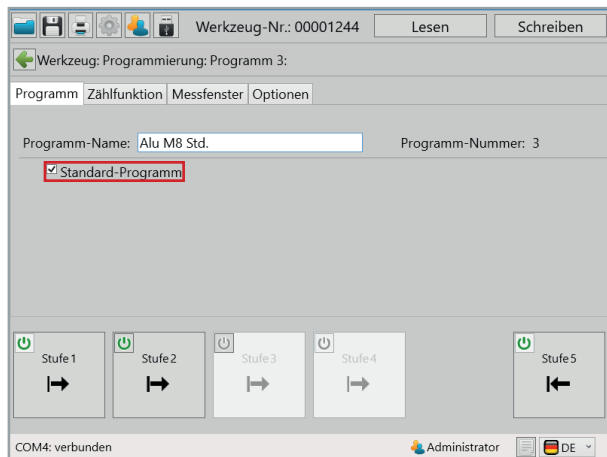 Werkzeug-Nr.: 00001244 Lesen Schreiben
Werkzeug: Programmierung: Programm 3:
Programm Zählfunktion Messfenster Optionen
Programm-Name: Alu M8 Std. Programm-Nummer: 3
Standard-Programm
Stufe 1 Stufe 2 Stufe 3 Stufe 4 Stufe 5
COM4: verbunden Administrator DE